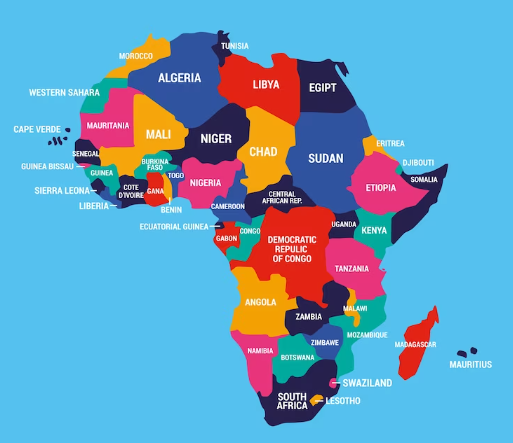 TUNISIA
MOROCCO
ALGERIA
LIBYA
EGIPT
WESTERN SAHARA
MAURITANIA
CAPE VERDE
MALI
NIGER
CHAD
SUDAN
ERITREA
SENEGAL
BURKINA
FASO
DJIBOUTI
GUINEA BISSAU
GUINEA
TOGO
NIGERIA
ETIOPIA
SOMALIA
SIERRA LEONA
COTE
D'IVOIRE
GANA
CENTRAL
AFRICAN REP.
LIBERIA
BENIN
CAMEROON
EQUATORIAL GUINEA
UGANDA
KENYA
GABON
CONGO
DEMOCRATIC
REPULIC
OF CONGO
TANZANIA
ANGOLA
MALAWI
ZAMBIA
MOZAMBIQUE
ZIMBABWE
MADAGASCAR
NAMIBIA
BOTSWANA
MAURITIUS
SWAZILAND
SOUTH
AFRICA
LESOTHO